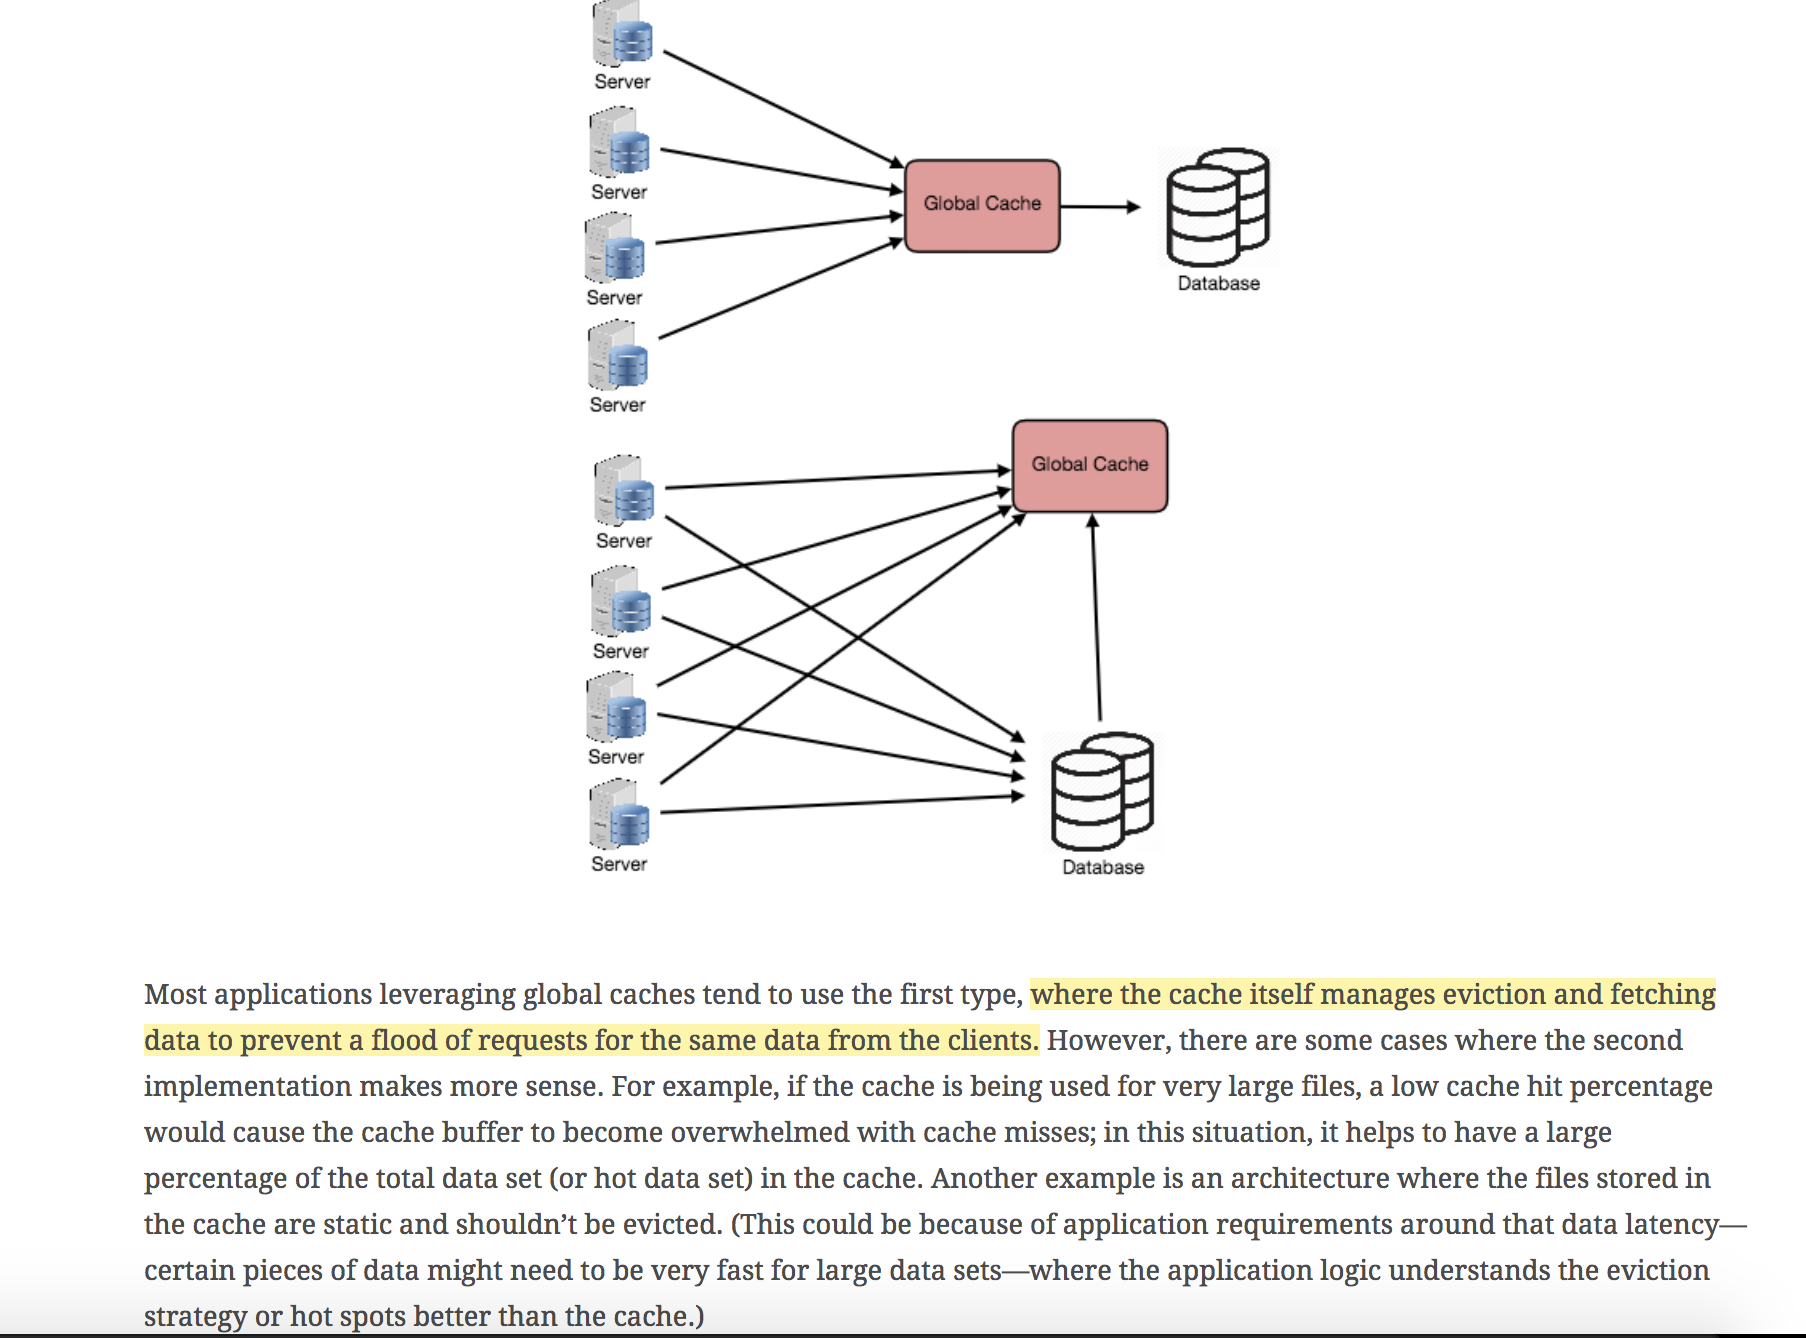 Server
Server
Global Cache
Server
Database
Server
Global Cache
Server
Server
Server
Server
Database
Most applications leveraging global caches tend to use the first type, where the cache itself manages eviction and fetching
data to prevent a flood of requests for the same data from the clients. However, there are some cases where the second
implementation makes more sense. For example, if the cache is being used for very large files, a low cache hit percentage
would cause the cache buffer to become overwhelmed with cache misses; in this situation, it helps to have a large
percentage of the total data set (or hot data set) in the cache. Another example is an architecture where the files stored in
the cache are static and shouldn’t be evicted. (This could be because of application requirements around that data latency—
certain pieces of data might need to be very fast for large data sets—where the application logic understands the eviction
strategy or hot spots better than the cache.)